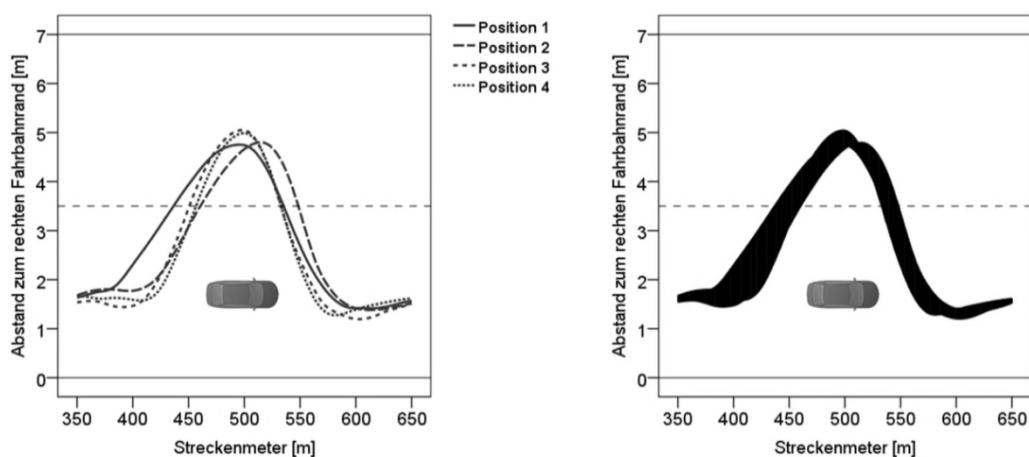 Abstand zum rechten Fahrbahnrand [m]
7
6
5
4
3
2
1
0
350 400 450 500 550 600 650
Streckenmeter [m]
Position 1
Position 2
Position 3
Position 4
Abstand zum rechten Fahrbahnrand [m]
7
6
5
4
3
2
1
0
350 400 450 500 550 600 650
Streckenmeter [m]